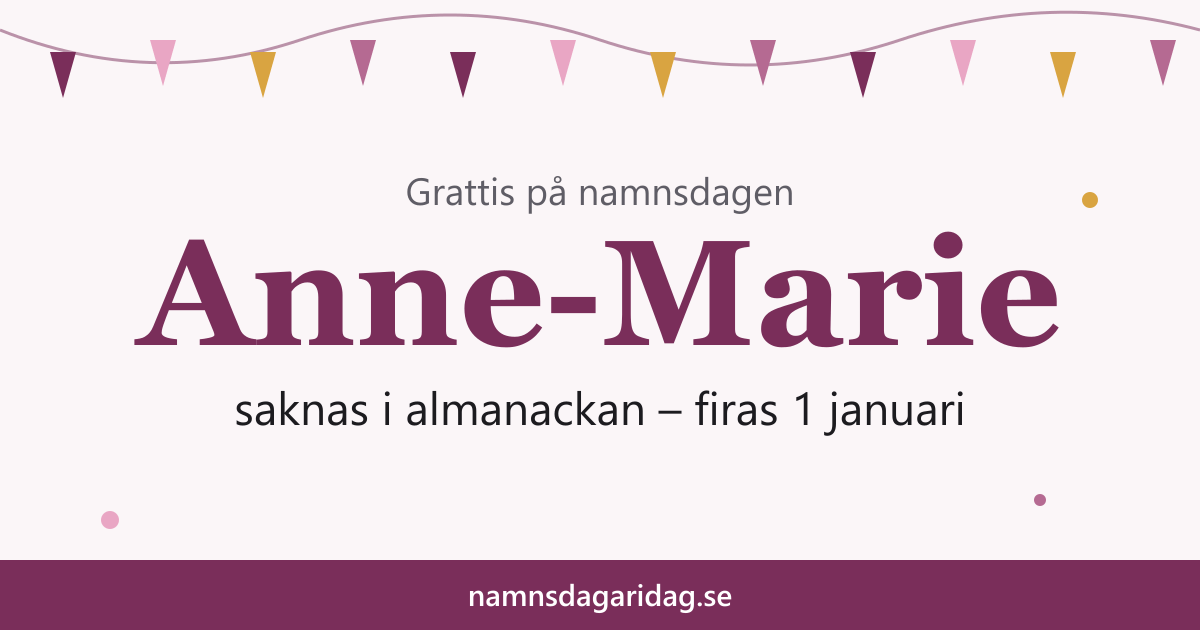 Grattis på namnsdagen
Anne-Marie
saknas i almanackan – firas 1 januari
namnsdagaridag.se